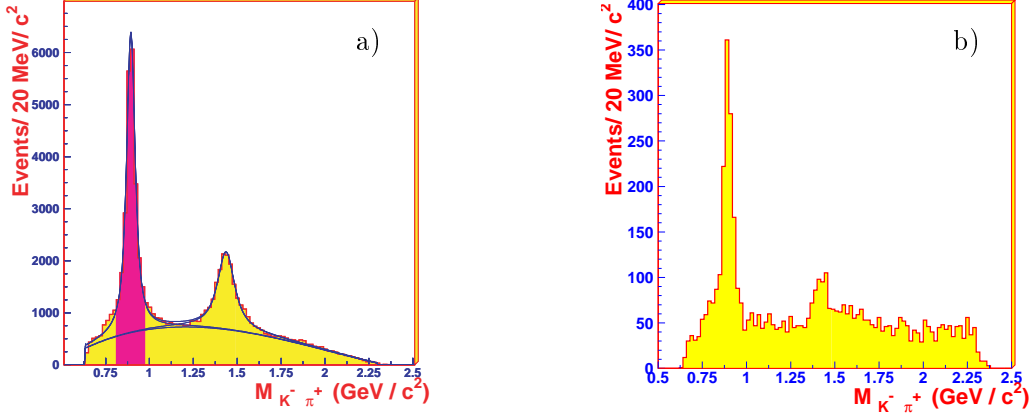 Events/ 20 MeV/ c²
a)
6000
5000
4000
3000
2000
1000
0
0.75 1 1.25 1.5 1.75 2 2.25 2.5
M K⁻ π⁺ (GeV / c²)
Events/ 20 MeV/ c²
b)
400
350
300
250
200
150
100
50
0
0.5 0.75 1 1.25 1.5 1.75 2 2.25 2.5
M K⁻ π⁺ (GeV / c²)